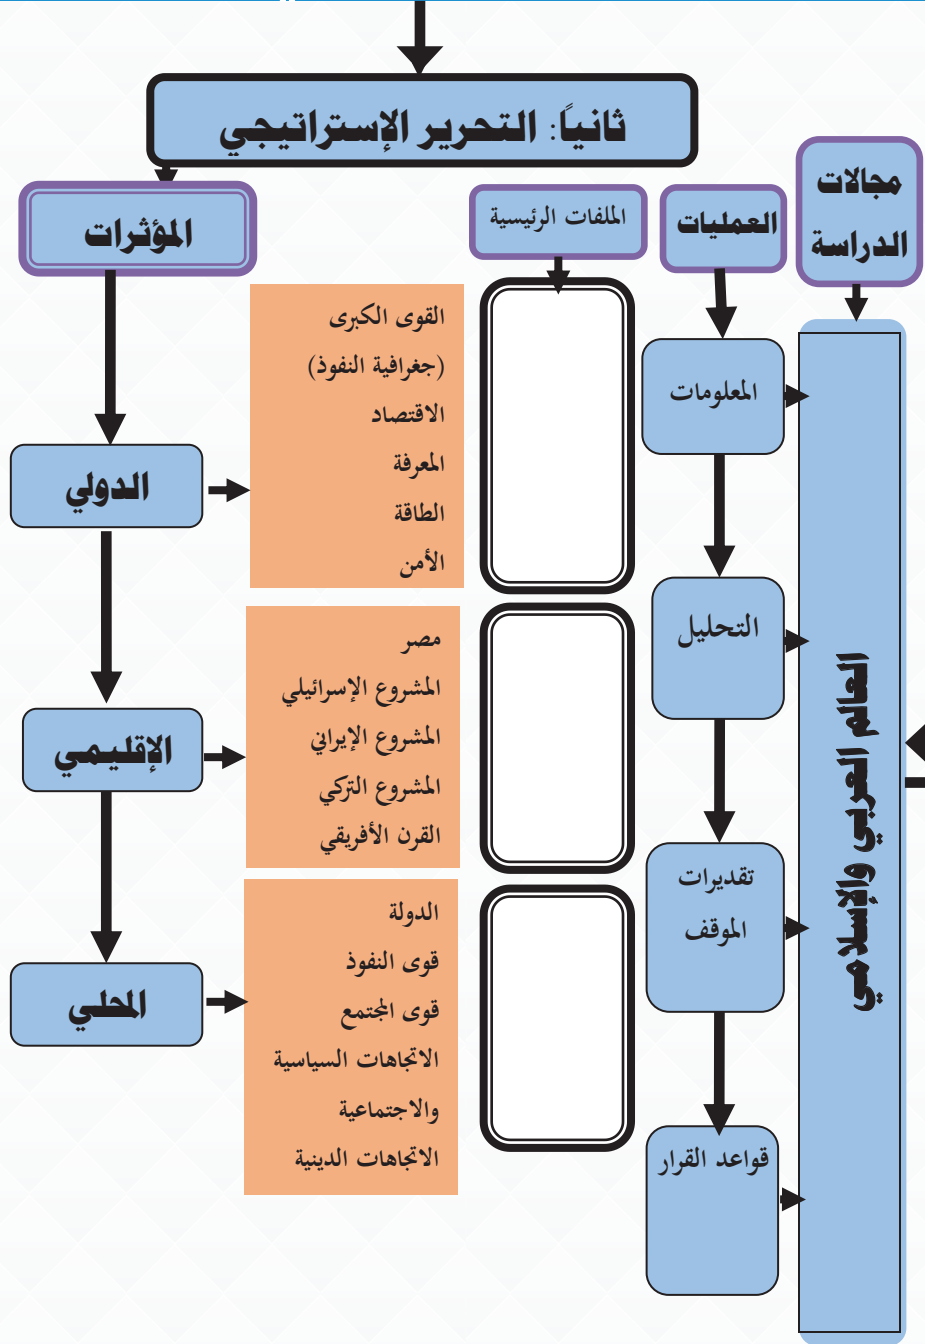 ثانياً: التحرير الإستراتيجي
مجالات
الدراسة
العمليات
الملفات الرئيسية
المؤثرات
العالم العربي والإسلامي
المعلومات
التحليل
تقديرات
الموقف
قواعد القرار
الدولي
القوى الكبرى
(جغرافية النفوذ)
الاقتصاد
المعرفة
الطاقة
الأمن
الإقليمي
مصر
المشروع الإسرائيلي
المشروع الإيراني
المشروع التركي
القرن الأفريقي
المحلي
الدولة
قوى النفوذ
قوى المجتمع
الاتجاهات السياسية
والاجتماعية
الاتجاهات الدينية